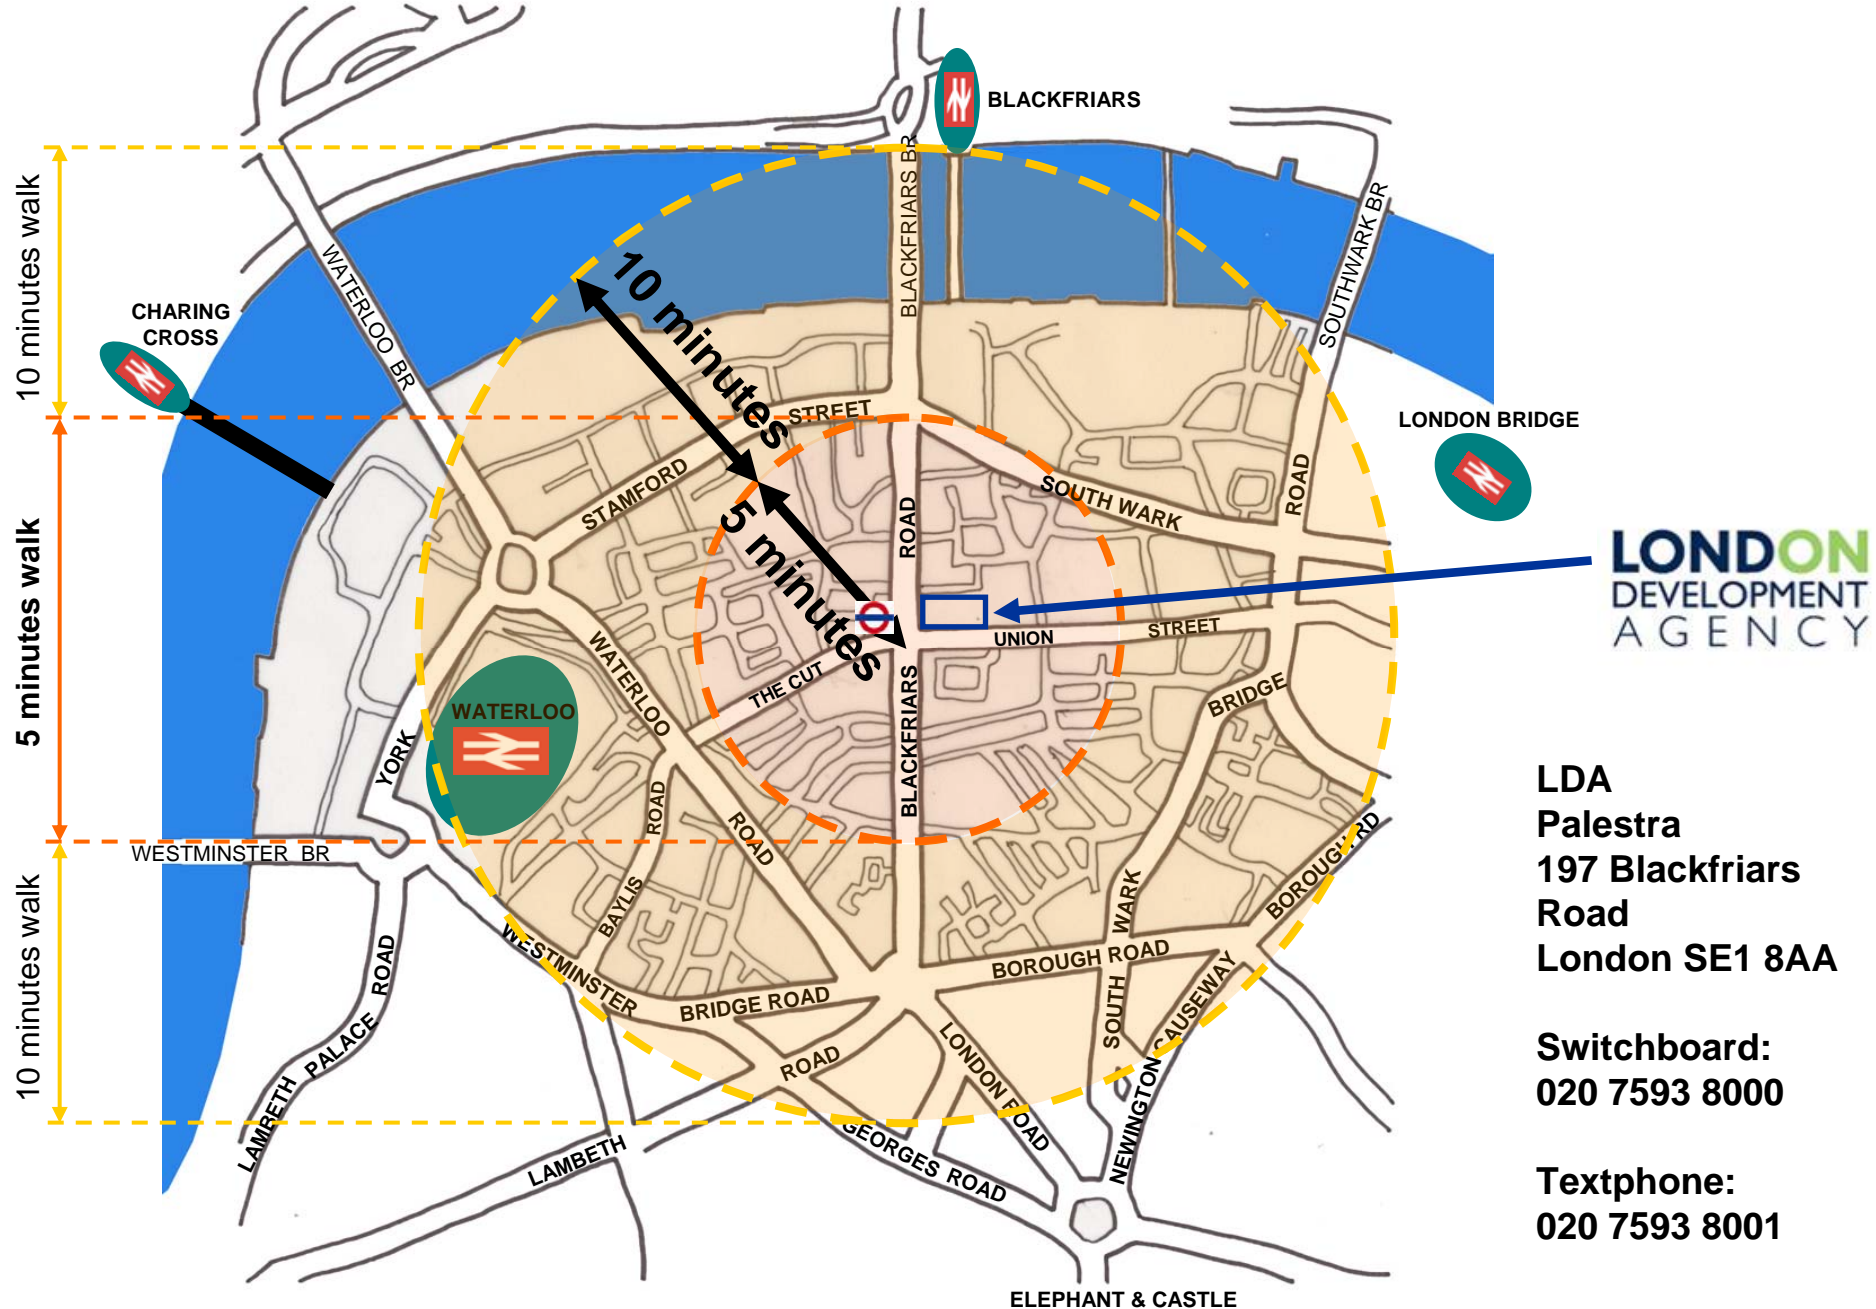 BLACKFRIARS
10 minutes walk
5 minutes walk
10 minutes walk
CHARING
CROSS
WATERLOO BR
BLACKFRIARS BR
SOUTHWARK BR
LONDON BRIDGE
10 minutes
5 minutes
STAMFORD
STREET
SOUTH WARK
ROAD
ROAD
UNION
STREET
THE CUT
BLACKFRIARS
WATERLOO
ROAD
WATERLOO
YORK
BRIDGE
WESTMINSTER BR
BAYLIS
ROAD
WESTMINSTER
BRIDGE ROAD
BOROUGH ROAD
BOROUGH RD
WARK
SOUTH
NEWINGTON
CAUSEWAY
LONDON ROAD
ROAD
GEORGES ROAD
LAMBETH
LAMBETH
PALACE
ROAD
ELEPHANT & CASTLE
LONDON
DEVELOPMENT
AGENCY
LDA
Palestra
197 Blackfriars
Road
London SE1 8AA
Switchboard:
020 7593 8000
Textphone:
020 7593 8001